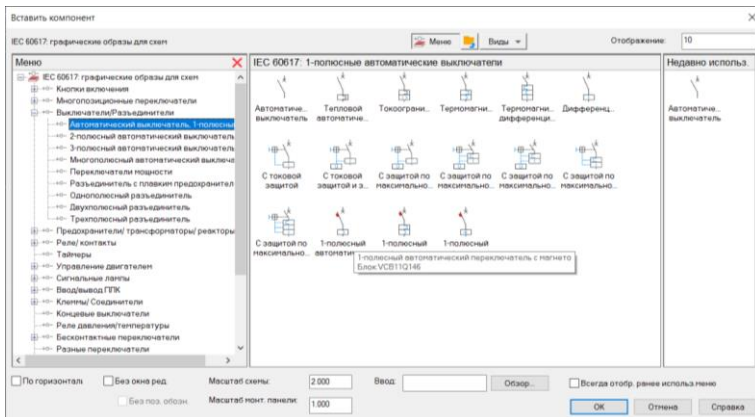 Вставить компонент
IEC 60617: графические образы для схем
Меню
Виды
Отображение:
10
Меню
IEC 60617: графические образы для схем
Кнопки включения
Многопозиционные переключатели
Выключатели/Разъединители
Автоматический выключатель, 1-полюсны
2-полюсный автоматический выключатель
3-полюсный автоматический выключатель
Многополюсный автоматический выключа
Переключатели мощности
Разъединитель с плавким предохранител
Однополюсный разъединитель
Двухполюсный разъединитель
Трехполюсный разъединитель
Предохранители/ трансформаторы/ реакторы
Реле/ контакты
Таймеры
Управление двигателем
Сигнальные лампы
Ввод/вывод ПЛК
Клеммы/ Соединители
Концевые выключатели
Реле давления/температуры
Бесконтактные переключатели
Разные переключатели
IEC 60617: 1-полюсные автоматические выключатели
Автоматиче... выключатель
Тепловой автоматиче...
Токоограни...
Термомагни...
Термомагни... дифференци...
Дифференц...
С токовой защитой
С токовой защитой и з...
С защитой по максимально...
С защитой по максимально...
С защитой по максимально...
С защитой по максимально...
С защитой по максимально...
1-полюсный автомати
1-полюсный
1-полюсный
1-полюсный автоматический переключатель с магнето
Блок:VCB11Q146
Недавно использ.
Автоматиче... выключатель
По горизонтали
Без окна ред.
Масштаб схемы:
2.000
Ввод:
Обзор...
Всегда отобр. ранее использ.меню
Без поз. обозн.
Масштаб монт. панели:
1.000
OK
Отмена
Справка